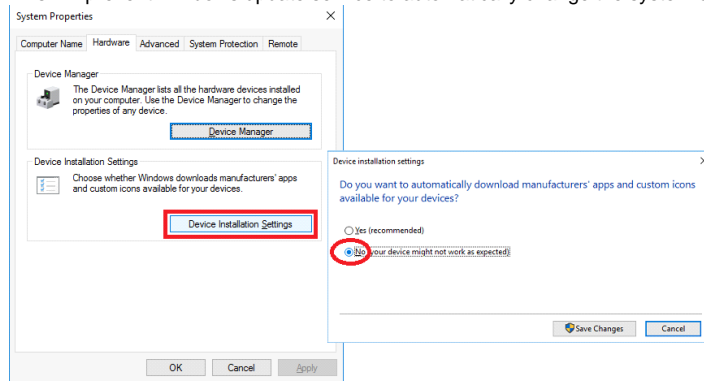 System Properties
Computer Name Hardware Advanced System Protection Remote
Device Manager
The Device Manager lists all the hardware devices installed
on your computer. Use the Device Manager to change the
properties of any device.
Device Manager
Device Installation Settings
Choose whether Windows downloads manufacturers' apps
and custom icons available for your devices.
Device Installation Settings
OK Cancel Apply
Device installation settings
Do you want to automatically download manufacturers' apps and custom icons
available for your devices?
Yes (recommended)
No (your device might not work as expected)
Save Changes Cancel